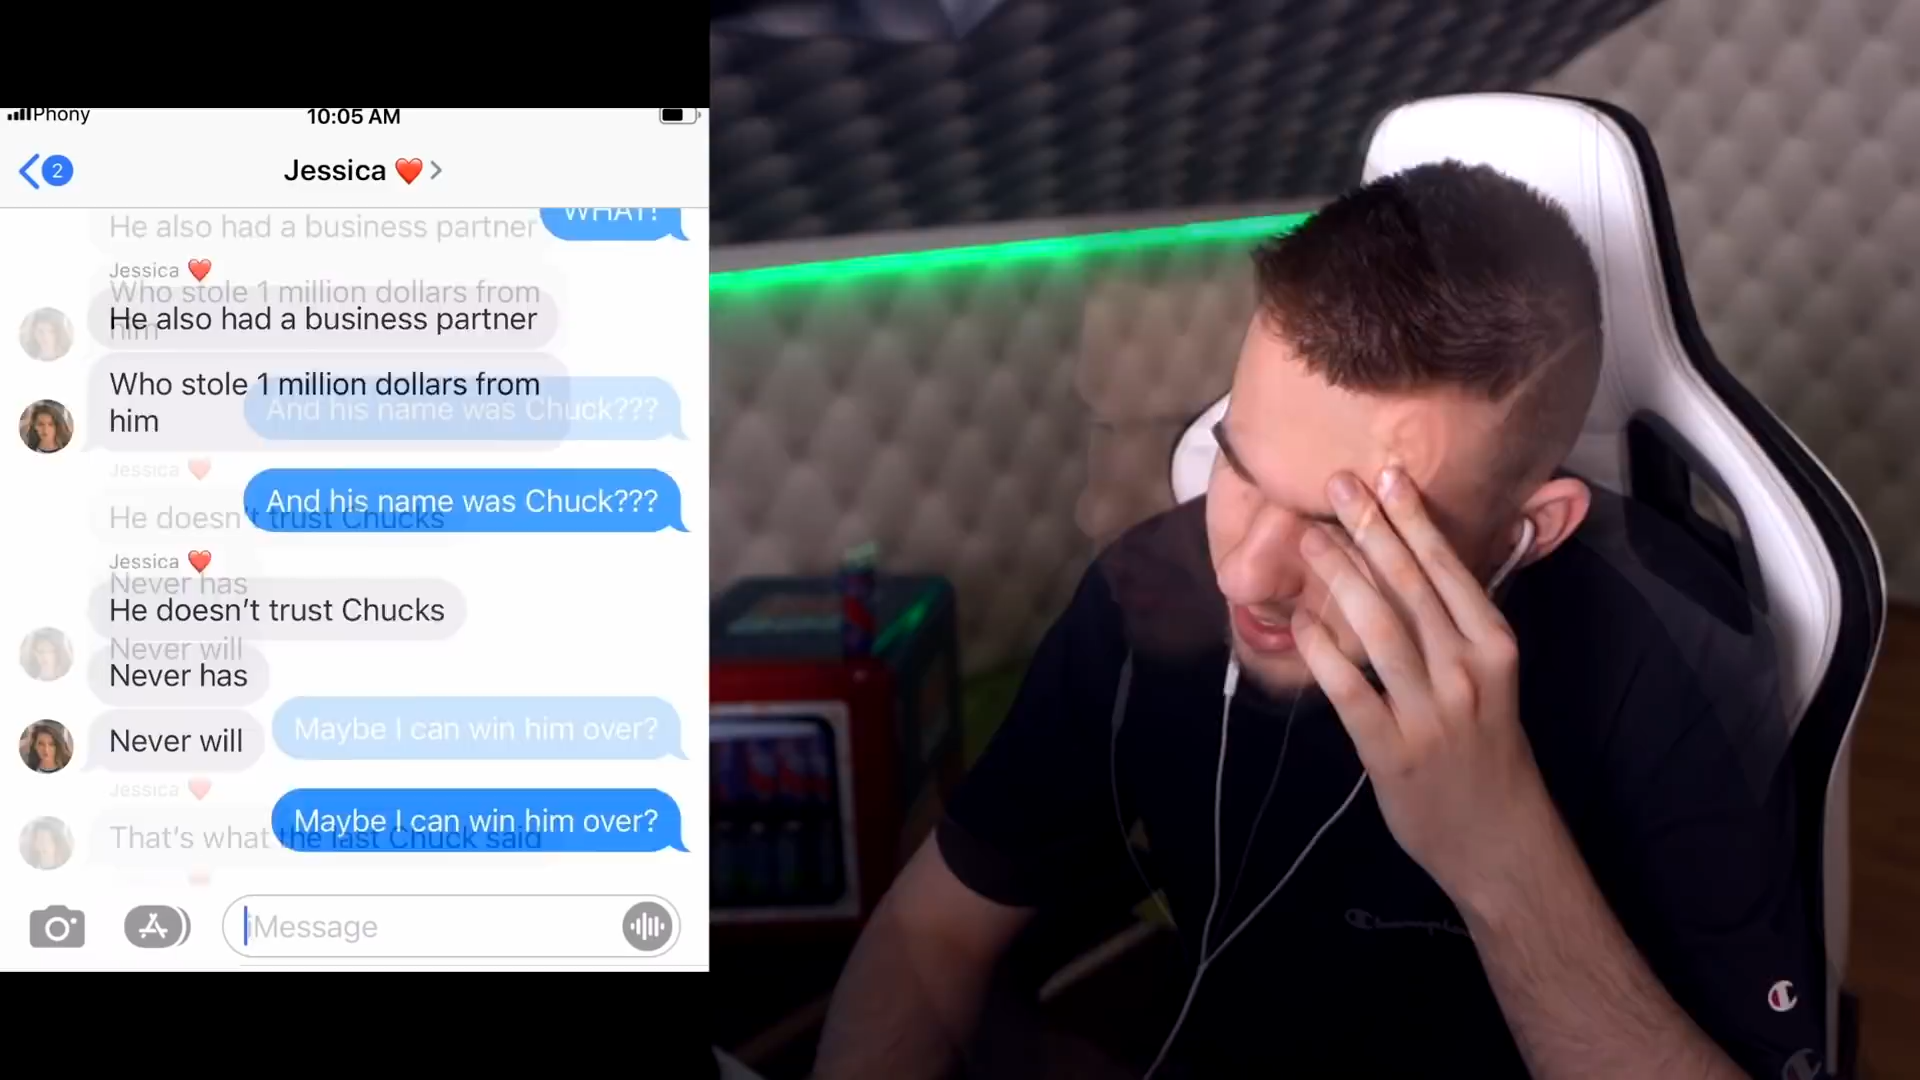 Phony
10:05 AM
2
Jessica ❤️
WHAT!
He also had a business partner
Jessica ❤️
Who stole 1 million dollars from
him
He also had a business partner
Who stole 1 million dollars from
him
And his name was Chuck???
Jessica ❤️
And his name was Chuck???
He doesn't trust Chucks
Jessica ❤️
Never has
He doesn't trust Chucks
Never will
Never has
Maybe I can win him over?
Never will
Jessica ❤️
Maybe I can win him over?
That's what the last Chuck said
iMessage
Champion